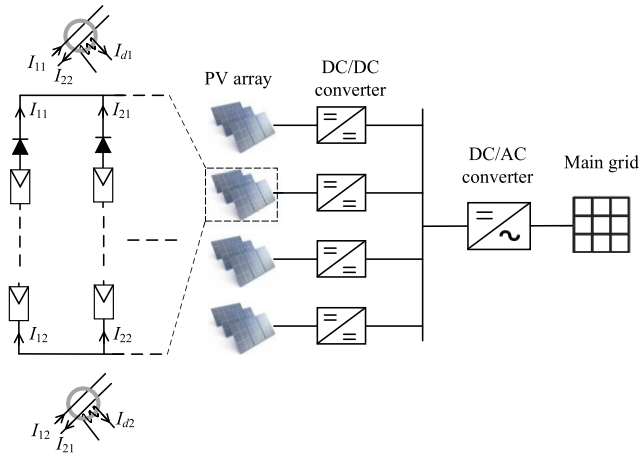 I11
I22
Id1
I11
I21
PV array
DC/DC
converter
DC/AC
converter
Main grid
I12
I22
I12
I21
Id2